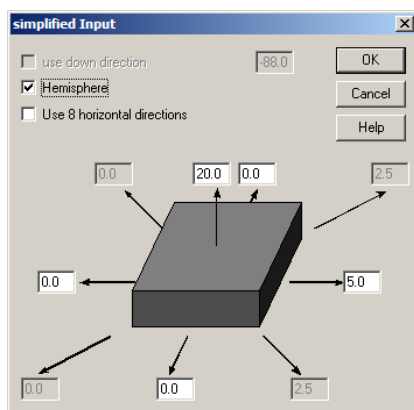 simplified Input
use down direction
-88.0
OK
Hemisphere
Cancel
Use 8 horizontal directions
Help
0.0
20.0
0.0
2.5
0.0
5.0
0.0
0.0
2.5